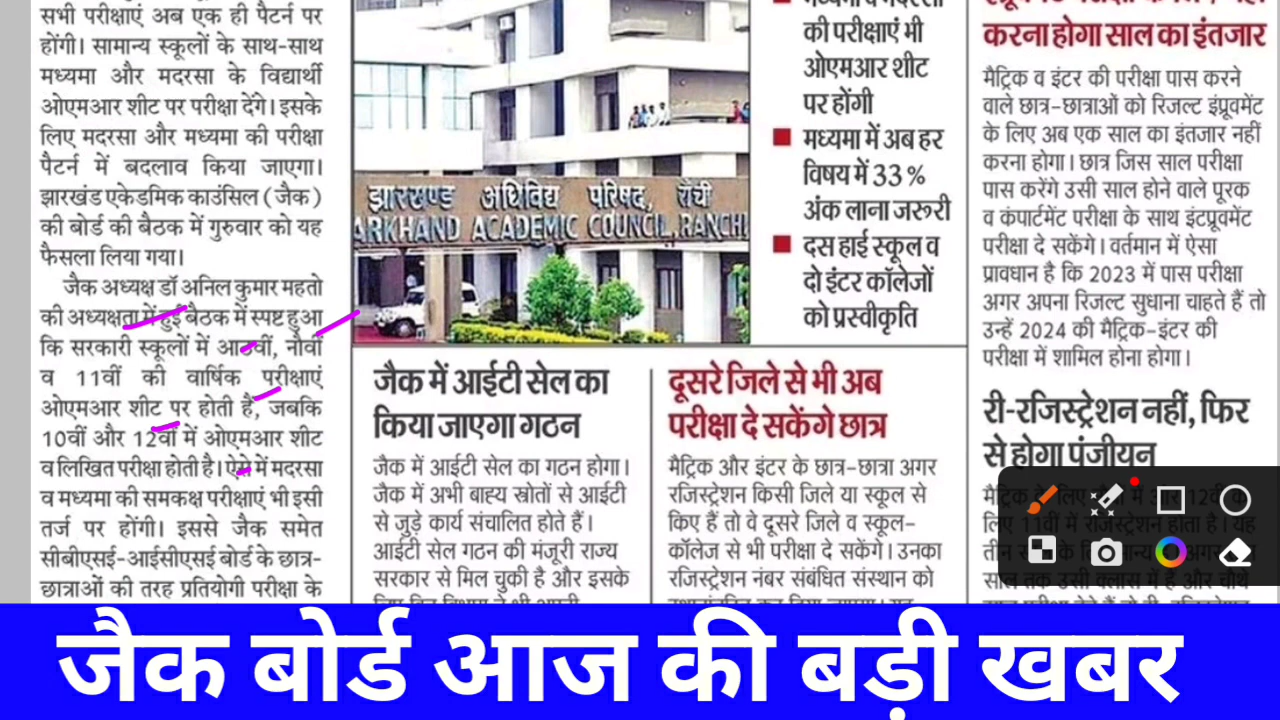 सभी परीक्षाएं अब एक ही पैटर्न पर
होंगी। सामान्य स्कूलों के साथ-साथ
मध्यमा और मदरसा के विद्यार्थी
ओएमआर शीट पर परीक्षा देंगे। इसके
लिए मदरसा और मध्यमा की परीक्षा
पैटर्न में बदलाव किया जाएगा।
झारखंड एकेडमिक काउंसिल (जैक)
की बोर्ड की बैठक में गुरुवार को यह
फैसला लिया गया।
जैक अध्यक्ष डॉ अनिल कुमार महतो
की अध्यक्षता में हुई बैठक में स्पष्ट हुआ
कि सरकारी स्कूलों में आठवीं, नौवीं
व 11वीं की वार्षिक परीक्षाएं
ओएमआर शीट पर होती है, जबकि
10वीं और 12वीं में ओएमआर शीट
व लिखित परीक्षा होती है। ऐसे में मदरसा
व मध्यमा की समकक्ष परीक्षाएं भी इसी
तर्ज पर होंगी। इससे जैक समेत
सीबीएसई-आईसीएसई बोर्ड के छात्र-
छात्राओं की तरह प्रतियोगी परीक्षा के
झारखण्ड अधिविद्य परिषद, राँची
ARKHAND ACADEMIC COUNCIL, RANCHI
मध्यमा व मदरसा
की परीक्षाएं भी
ओएमआर शीट
पर होंगी
मध्यमा में अब हर
विषय में 33 %
अंक लाना जरूरी
दस हाई स्कूल व
दो इंटर कॉलेजों
को प्रस्वीकृति
जैक में आईटी सेल का
किया जाएगा गठन
जैक में आईटी सेल का गठन होगा।
जैक में अभी बाह्य स्रोतों से आईटी
से जुड़े कार्य संचालित होते हैं।
आईटी सेल गठन की मंजूरी राज्य
सरकार से मिल चुकी है और इसके
दूसरे जिले से भी अब
परीक्षा दे सकेंगे छात्र
मैट्रिक और इंटर के छात्र-छात्रा अगर
रजिस्ट्रेशन किसी जिले या स्कूल से
किए हैं तो वे दूसरे जिले व स्कूल-
कॉलेज से भी परीक्षा दे सकेंगे। उनका
रजिस्ट्रेशन नंबर संबंधित संस्थान को
करना होगा साल का इंतजार
मैट्रिक व इंटर की परीक्षा पास करने
वाले छात्र-छात्राओं को रिजल्ट इंप्रूवमेंट
के लिए अब एक साल का इंतजार नहीं
करना होगा। छात्र जिस साल परीक्षा
पास करेंगे उसी साल होने वाले पूरक
व कंपार्टमेंट परीक्षा के साथ इंटप्रूवमेंट
परीक्षा दे सकेंगे। वर्तमान में ऐसा
प्रावधान है कि 2023 में पास परीक्षा
अगर अपना रिजल्ट सुधाना चाहते हैं तो
उन्हें 2024 की मैट्रिक-इंटर की
परीक्षा में शामिल होना होगा।
री-रजिस्ट्रेशन नहीं, फिर
से होगा पंजीयन
जैक बोर्ड आज की बड़ी खबर